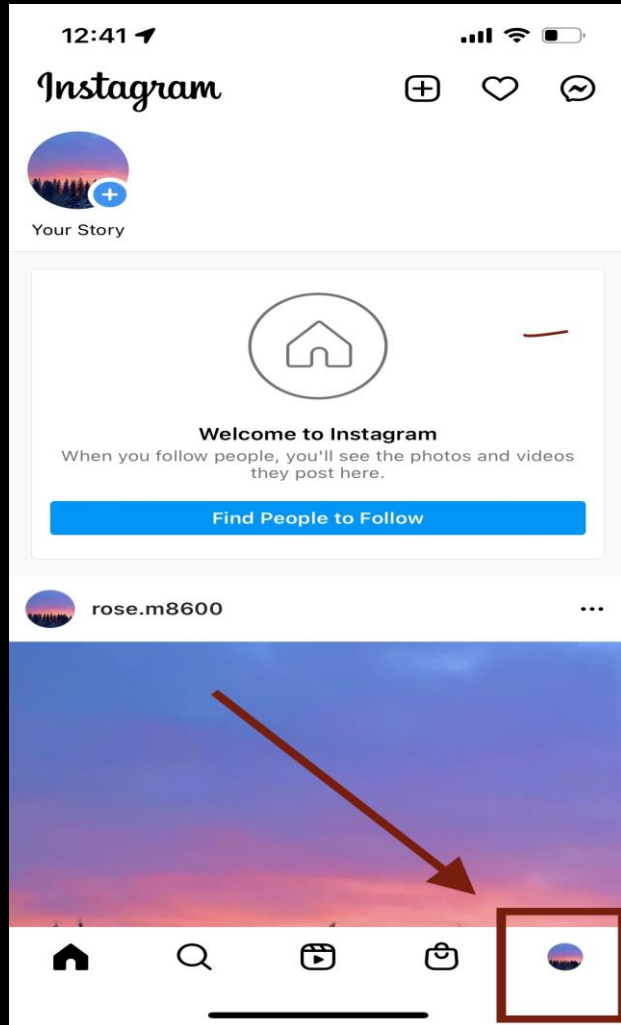 12:41
Instagram
Your Story
Welcome to Instagram
When you follow people, you'll see the photos and videos
they post here.
Find People to Follow
rose.m8600